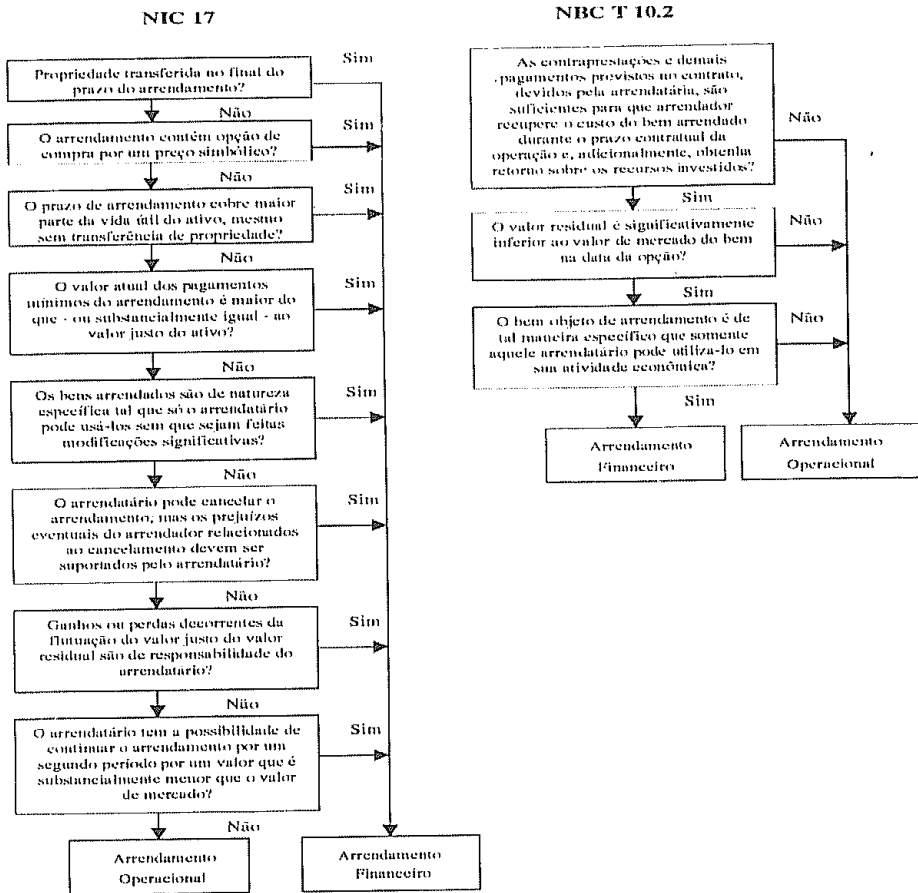 NIC 17
Sim
Propriedade transferida no final do
prazo do arrendamento?
Não
Sim
O arrendamento contém opção de
compra por um preço simbólico?
Não
Sim
O prazo de arrendamento cobre maior
parte da vida útil do ativo, mesmo
sem transferência de propriedade?
Não
Sim
O valor atual dos pagamentos
mínimos do arrendamento é maior do
que - ou substancialmente igual - ao
valor justo do ativo?
Não
Sim
Os bens arrendados são de natureza
específica tal que só o arrendatário
pode usá-los sem que sejam feitas
modificações significativas?
Não
Sim
O arrendatário pode cancelar o
arrendamento, mas os prejuízos
eventuais do arrendador relacionados
ao cancelamento devem ser
suportados pelo arrendatário?
Não
Sim
Ganhos ou perdas decorrentes da
flutuação do valor justo do valor
residual são de responsabilidade do
arrendatário?
Não
Sim
O arrendatário tem a possibilidade de
continuar o arrendamento por um
segundo período por um valor que é
substancialmente menor que o valor
de mercado?
Não
Arrendamento
Operacional
Arrendamento
Financeiro
NBC T 10.2
As contraprestações e demais
pagamentos previstos no contrato,
devidos pela arrendatária, são
suficientes para que arrendador
recupere o custo do bem arrendado
durante o prazo contratual da
operação e, adicionalmente, obtenha
retorno sobre os recursos investidos?
Não
Sim
O valor residual é significativamente
inferior ao valor de mercado do bem
na data da opção?
Não
Sim
O bem objeto de arrendamento é de
tal maneira específico que somente
aquele arrendatário pode utiliza-lo em
sua atividade econômica?
Não
Sim
Arrendamento
Financeiro
Arrendamento
Operacional